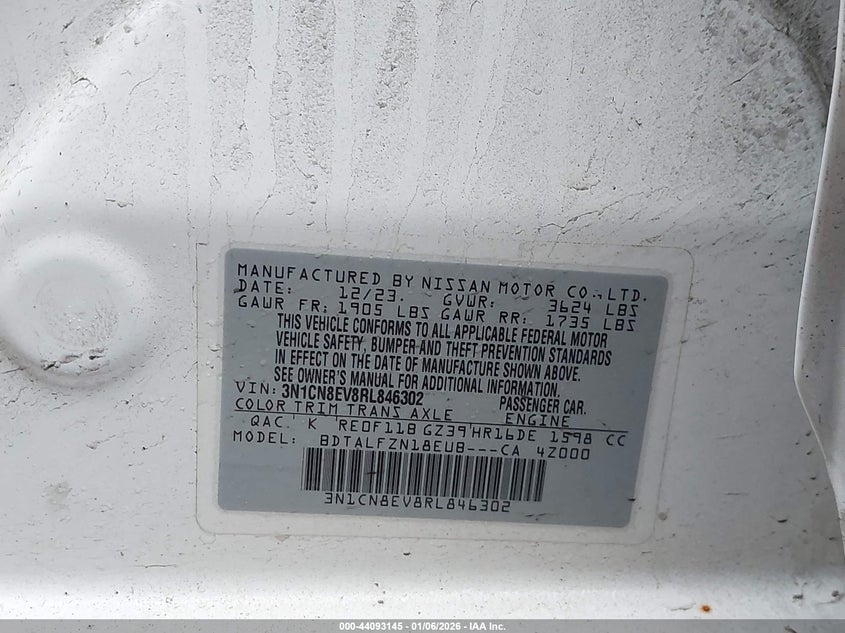 MANUFACTURED BY NISSAN MOTOR CO., LTD.
DATE: 12/23. GVWR: 3624 LBS
GAWR FR: 1905 LBS GAWR RR: 1735 LBS
THIS VEHICLE CONFORMS TO ALL APPLICABLE FEDERAL MOTOR
VEHICLE SAFETY, BUMPER AND THEFT PREVENTION STANDARDS
IN EFFECT ON THE DATE OF MANUFACTURE SHOWN ABOVE.
SEE OWNER'S MANUAL FOR ADDITIONAL INFORMATION.
VIN: 3N1CN8EV8RL846302 PASSENGER CAR.
COLOR TRIM TRANS AXLE ENGINE
QAC K RE0F11B GZ39 HR16DE 1598 CC
MODEL: BDTALFZN18EUB---CA 4Z000
3N1CN8EV8RL846302
000-44093145 - 01/06/2026 - IAA Inc.